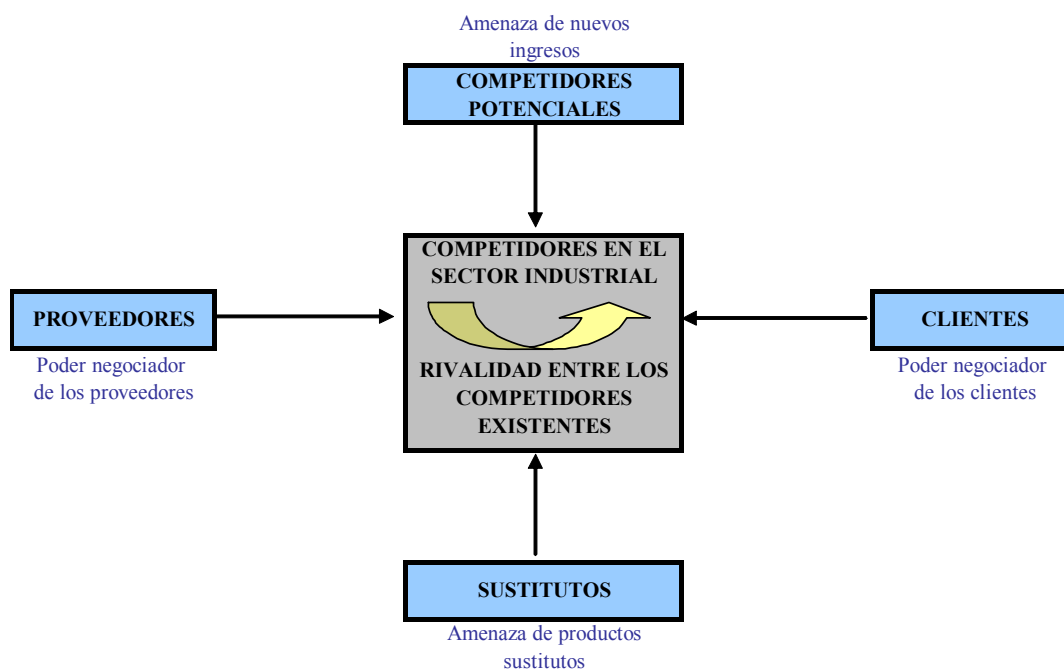 Amenaza de nuevos
ingresos
COMPETIDORES
POTENCIALES
COMPETIDORES EN EL
SECTOR INDUSTRIAL
PROVEEDORES
Poder negociador
de los proveedores
RIVALIDAD ENTRE LOS
COMPETIDORES
EXISTENTES
CLIENTES
Poder negociador
de los clientes
SUSTITUTOS
Amenaza de productos
sustitutos